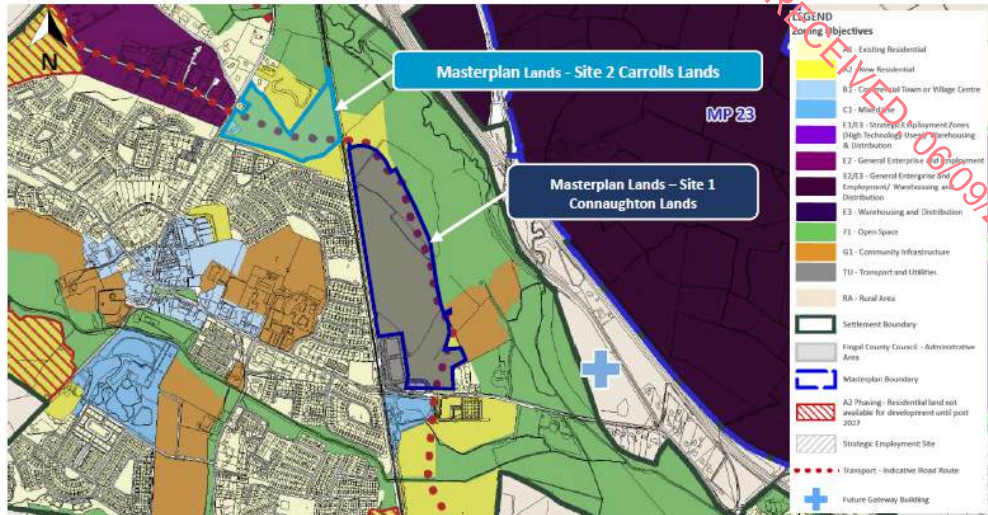 N
Masterplan Lands - Site 2 Carrolls Lands
MP 23
Masterplan Lands – Site 1
Connaughton Lands
RECEIVED: 06/09/2
LEGEND
Zoning Objectives
A1 - Existing Residential
A2 - New Residential
B1 - Commercial Town or Village Centre
C1 - Mixed Use
E1/E3 - Strategic Employment Zones
(High Technology Uses)/ Warehousing
& Distribution
E2 - General Enterprise and Employment
E2/E3 - General Enterprise and
Employment/ Warehousing and
Distribution
E3 - Warehousing and Distribution
F1 - Open Space
G1 - Community Infrastructure
TU - Transport and Utilities
RA - Rural Area
Settlement Boundary
Fingal County Council - Administrative
Area
Masterplan Boundary
A2 Phasing - Residential land not
available for development until post
2027
Strategic Employment Site
Transport - Indicative Road Route
Future Gateway Building